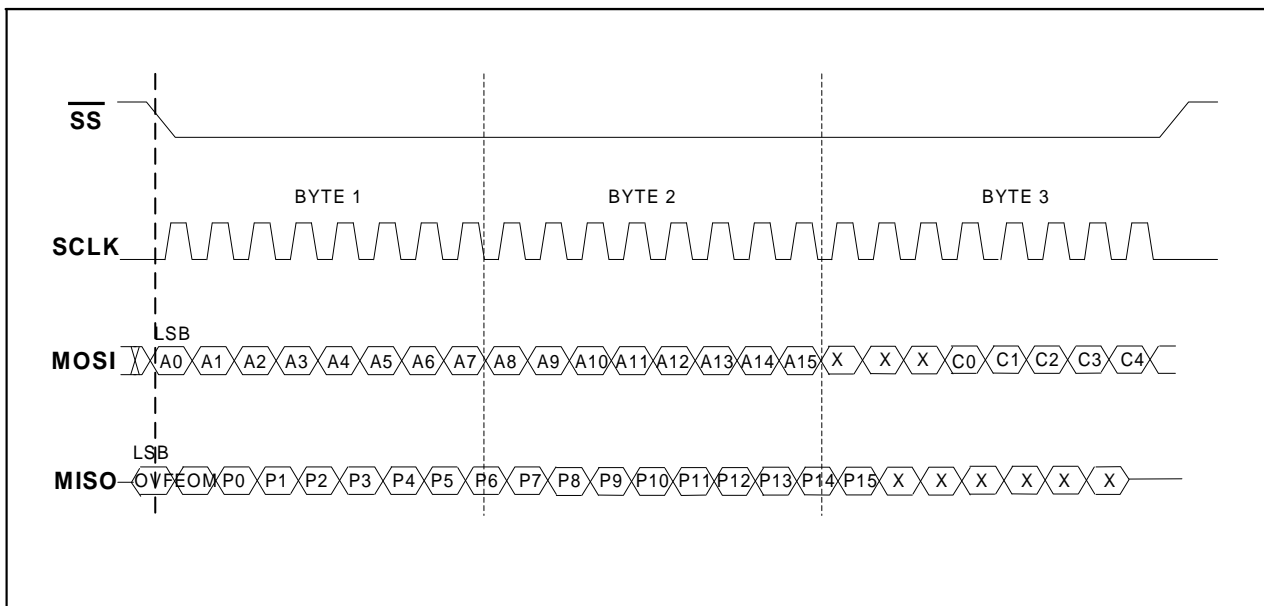 SS
BYTE 1 BYTE 2 BYTE 3
SCLK
LSB
MOSI A0 A1 A2 A3 A4 A5 A6 A7 A8 A9 A10 A11 A12 A13 A14 A15 X X X C0 C1 C2 C3 C4
LSB
MISO OVF EOM P0 P1 P2 P3 P4 P5 P6 P7 P8 P9 P10 P11 P12 P13 P14 P15 X X X X X X